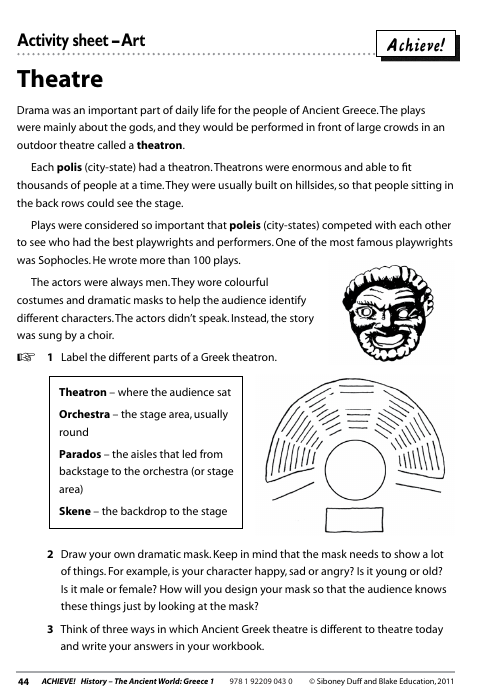 Activity sheet – Art
Achieve!
Theatre
Drama was an important part of daily life for the people of Ancient Greece. The plays
were mainly about the gods, and they would be performed in front of large crowds in an
outdoor theatre called a theatron.
Each polis (city-state) had a theatron. Theatrons were enormous and able to fit
thousands of people at a time. They were usually built on hillsides, so that people sitting in
the back rows could see the stage.
Plays were considered so important that poleis (city-states) competed with each other
to see who had the best playwrights and performers. One of the most famous playwrights
was Sophocles. He wrote more than 100 plays.
The actors were always men. They wore colourful
costumes and dramatic masks to help the audience identify
different characters. The actors didn't speak. Instead, the story
was sung by a choir.
1 Label the different parts of a Greek theatron.
Theatron – where the audience sat
Orchestra – the stage area, usually
round
Parados – the aisles that led from
backstage to the orchestra (or stage
area)
Skene – the backdrop to the stage
2 Draw your own dramatic mask. Keep in mind that the mask needs to show a lot
of things. For example, is your character happy, sad or angry? Is it young or old?
Is it male or female? How will you design your mask so that the audience knows
these things just by looking at the mask?
3 Think of three ways in which Ancient Greek theatre is different to theatre today
and write your answers in your workbook.
44 ACHIEVE! History – The Ancient World: Greece 1 978 1 92209 043 0 © Siboney Duff and Blake Education, 2011